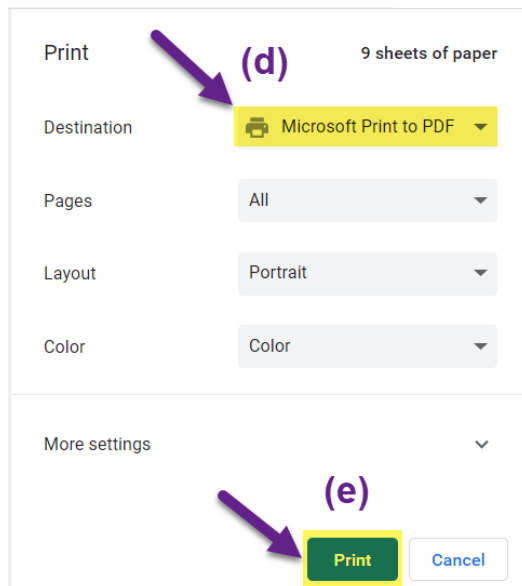 Print (d) 9 sheets of paper
Destination Microsoft Print to PDF
Pages All
Layout Portrait
Color Color
More settings
(e)
Print Cancel